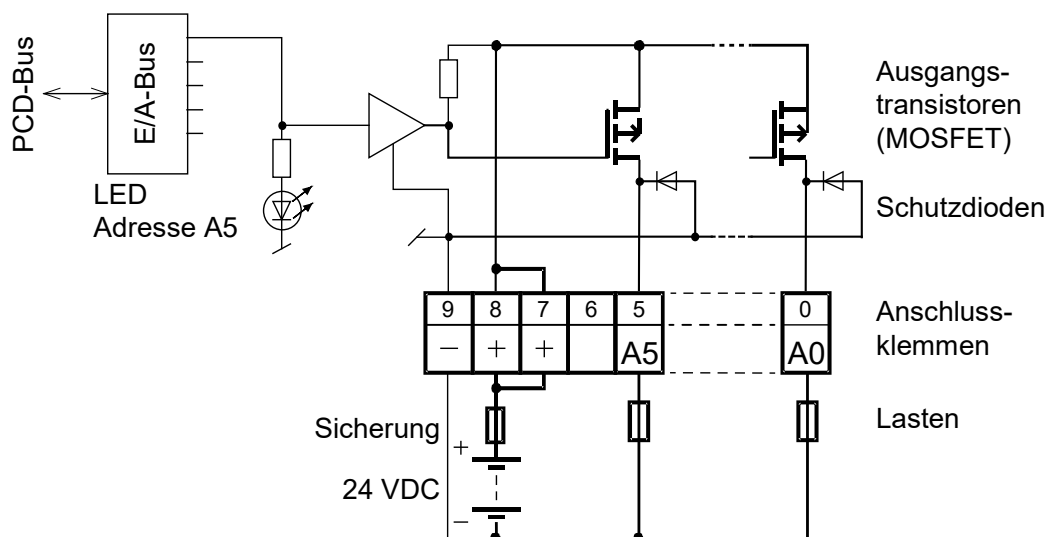 PCD-Bus
E/A-Bus
LED
Adresse A5
Ausgangs-
transistoren
(MOSFET)
Schutzdioden
9 8 7 6 5 0
– + + A5 A0
Anschluss-
klemmen
Sicherung
Lasten
+
24 VDC
–